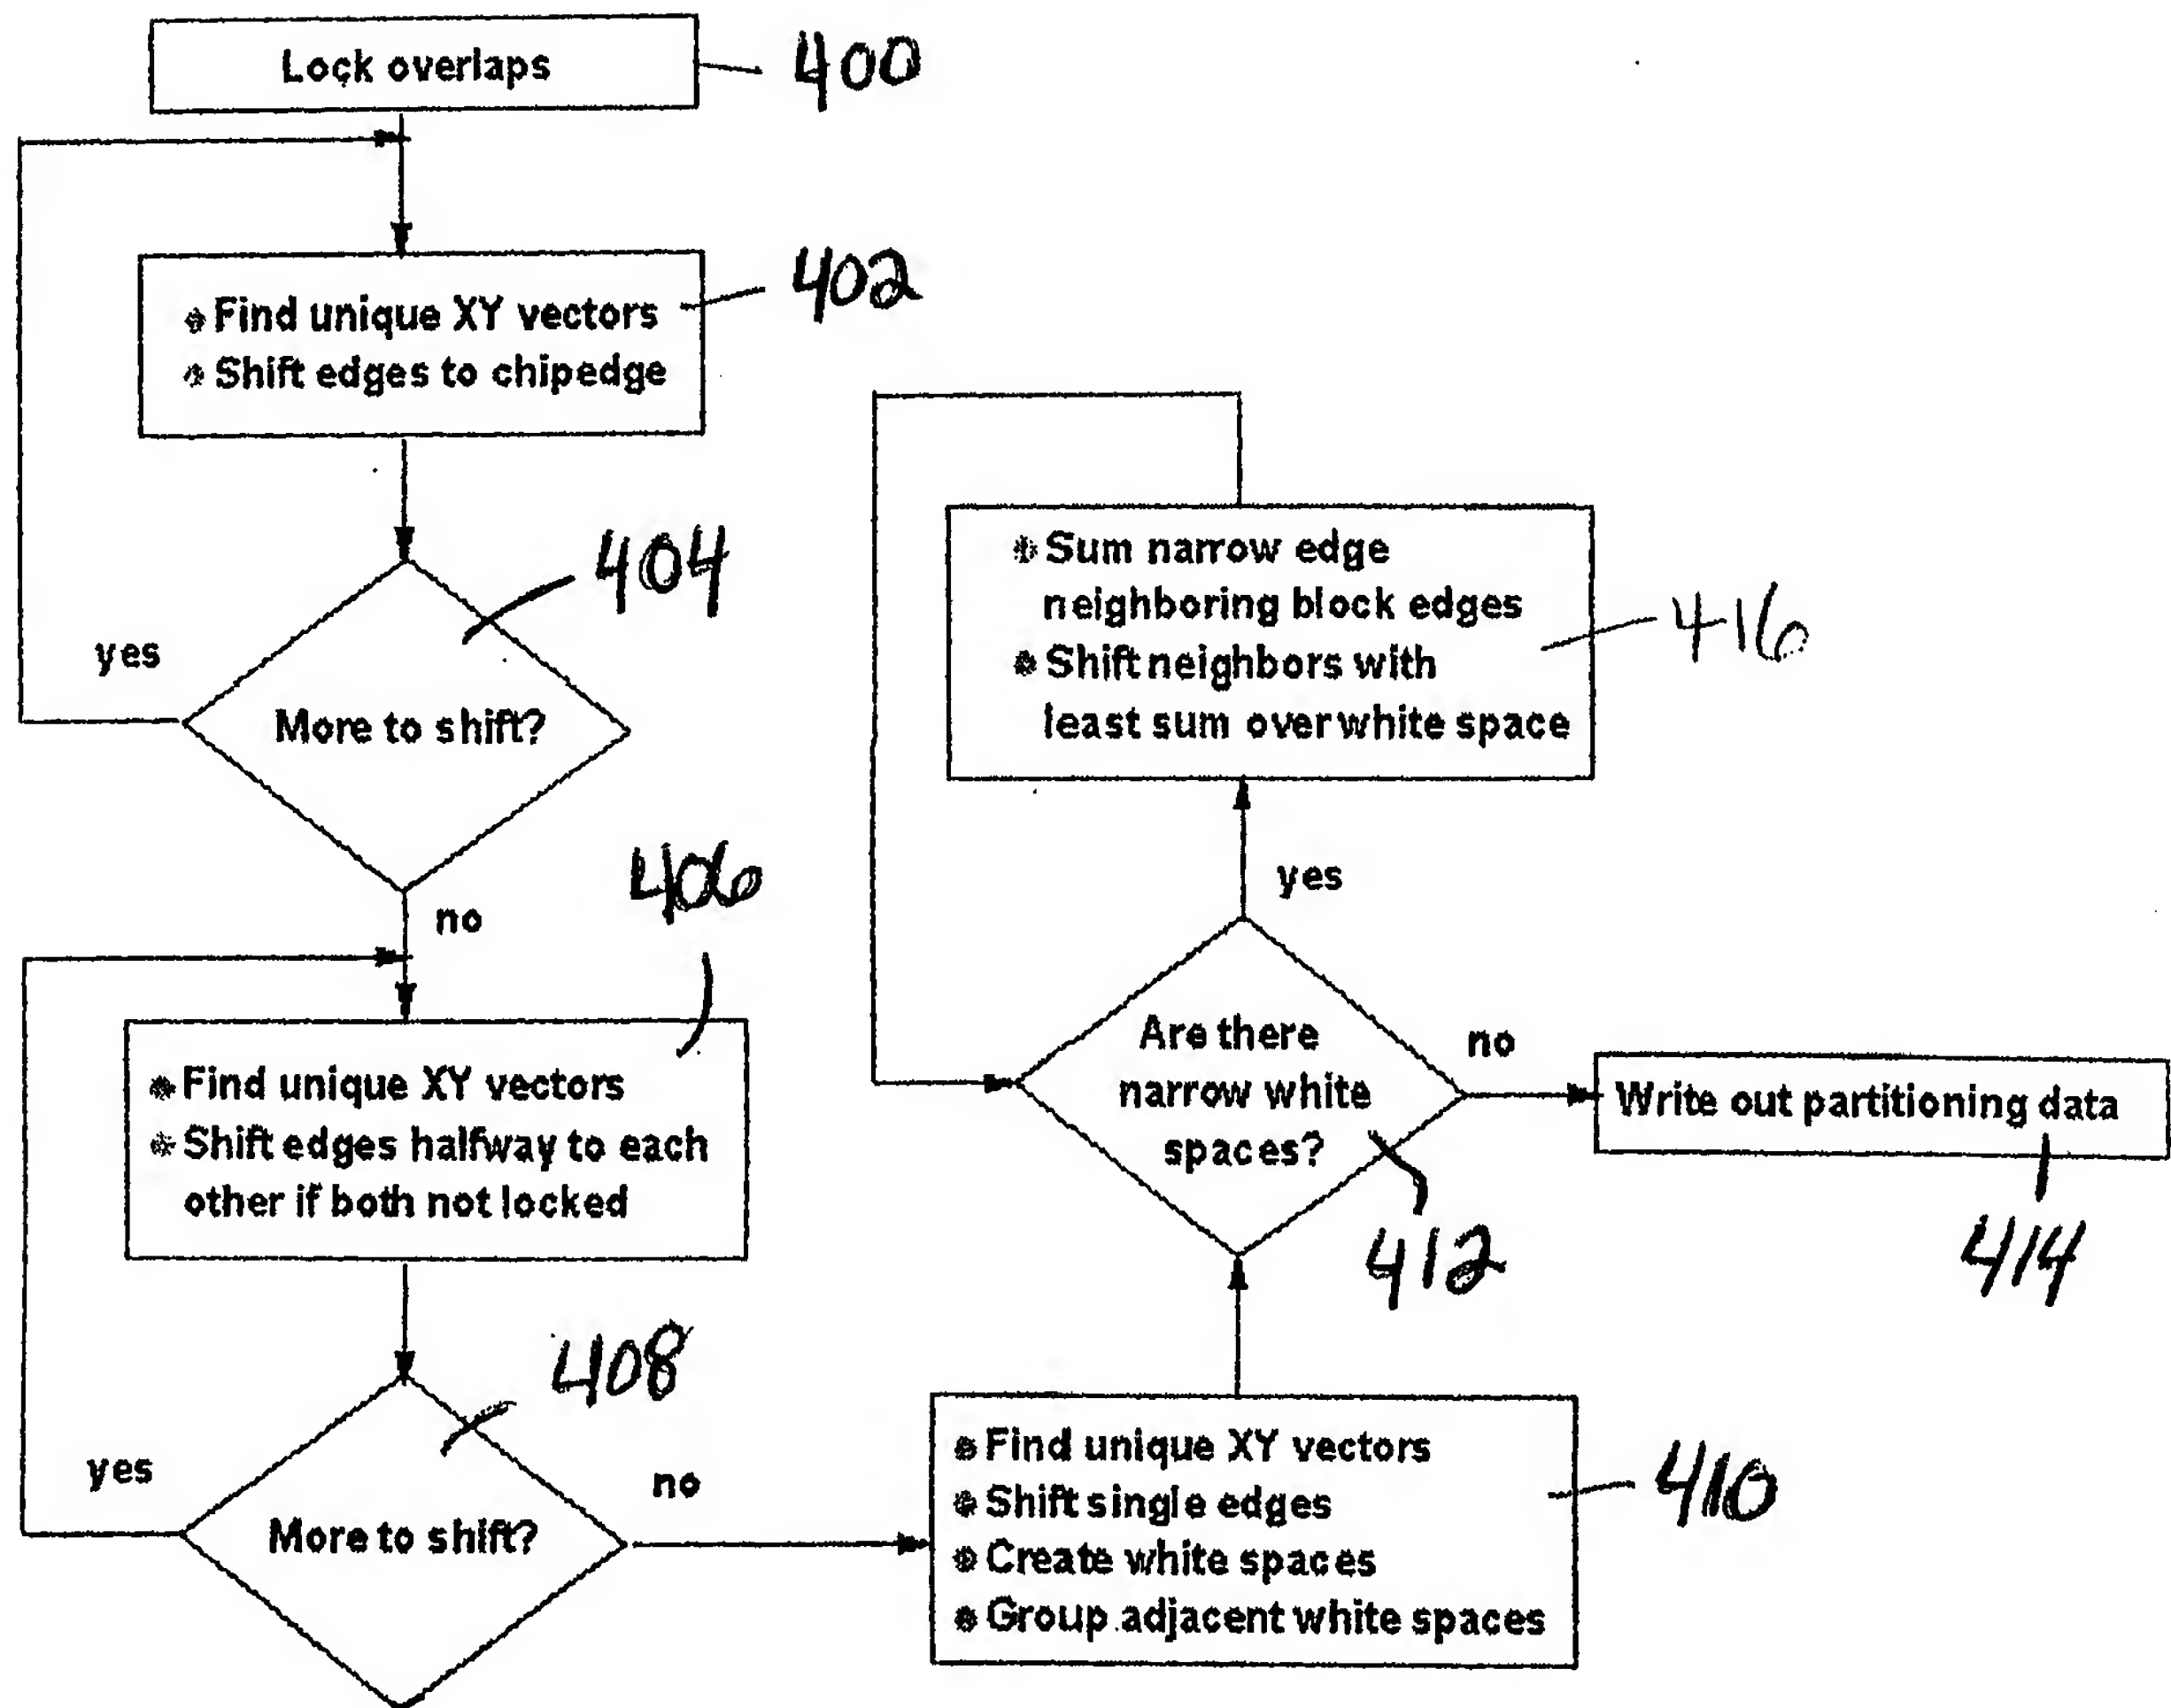 Lock overlaps
400
• Find unique XY vectors
• Shift edges to chipedge
402
404
yes
More to shift?
no
406
• Find unique XY vectors
• Shift edges halfway to each
other if both not locked
408
yes
More to shift?
no
• Find unique XY vectors
• Shift single edges
• Create white spaces
• Group adjacent white spaces
410
Are there
narrow white
spaces?
412
yes
no
• Sum narrow edge
neighboring block edges
• Shift neighbors with
least sum over white space
416
Write out partitioning data
414